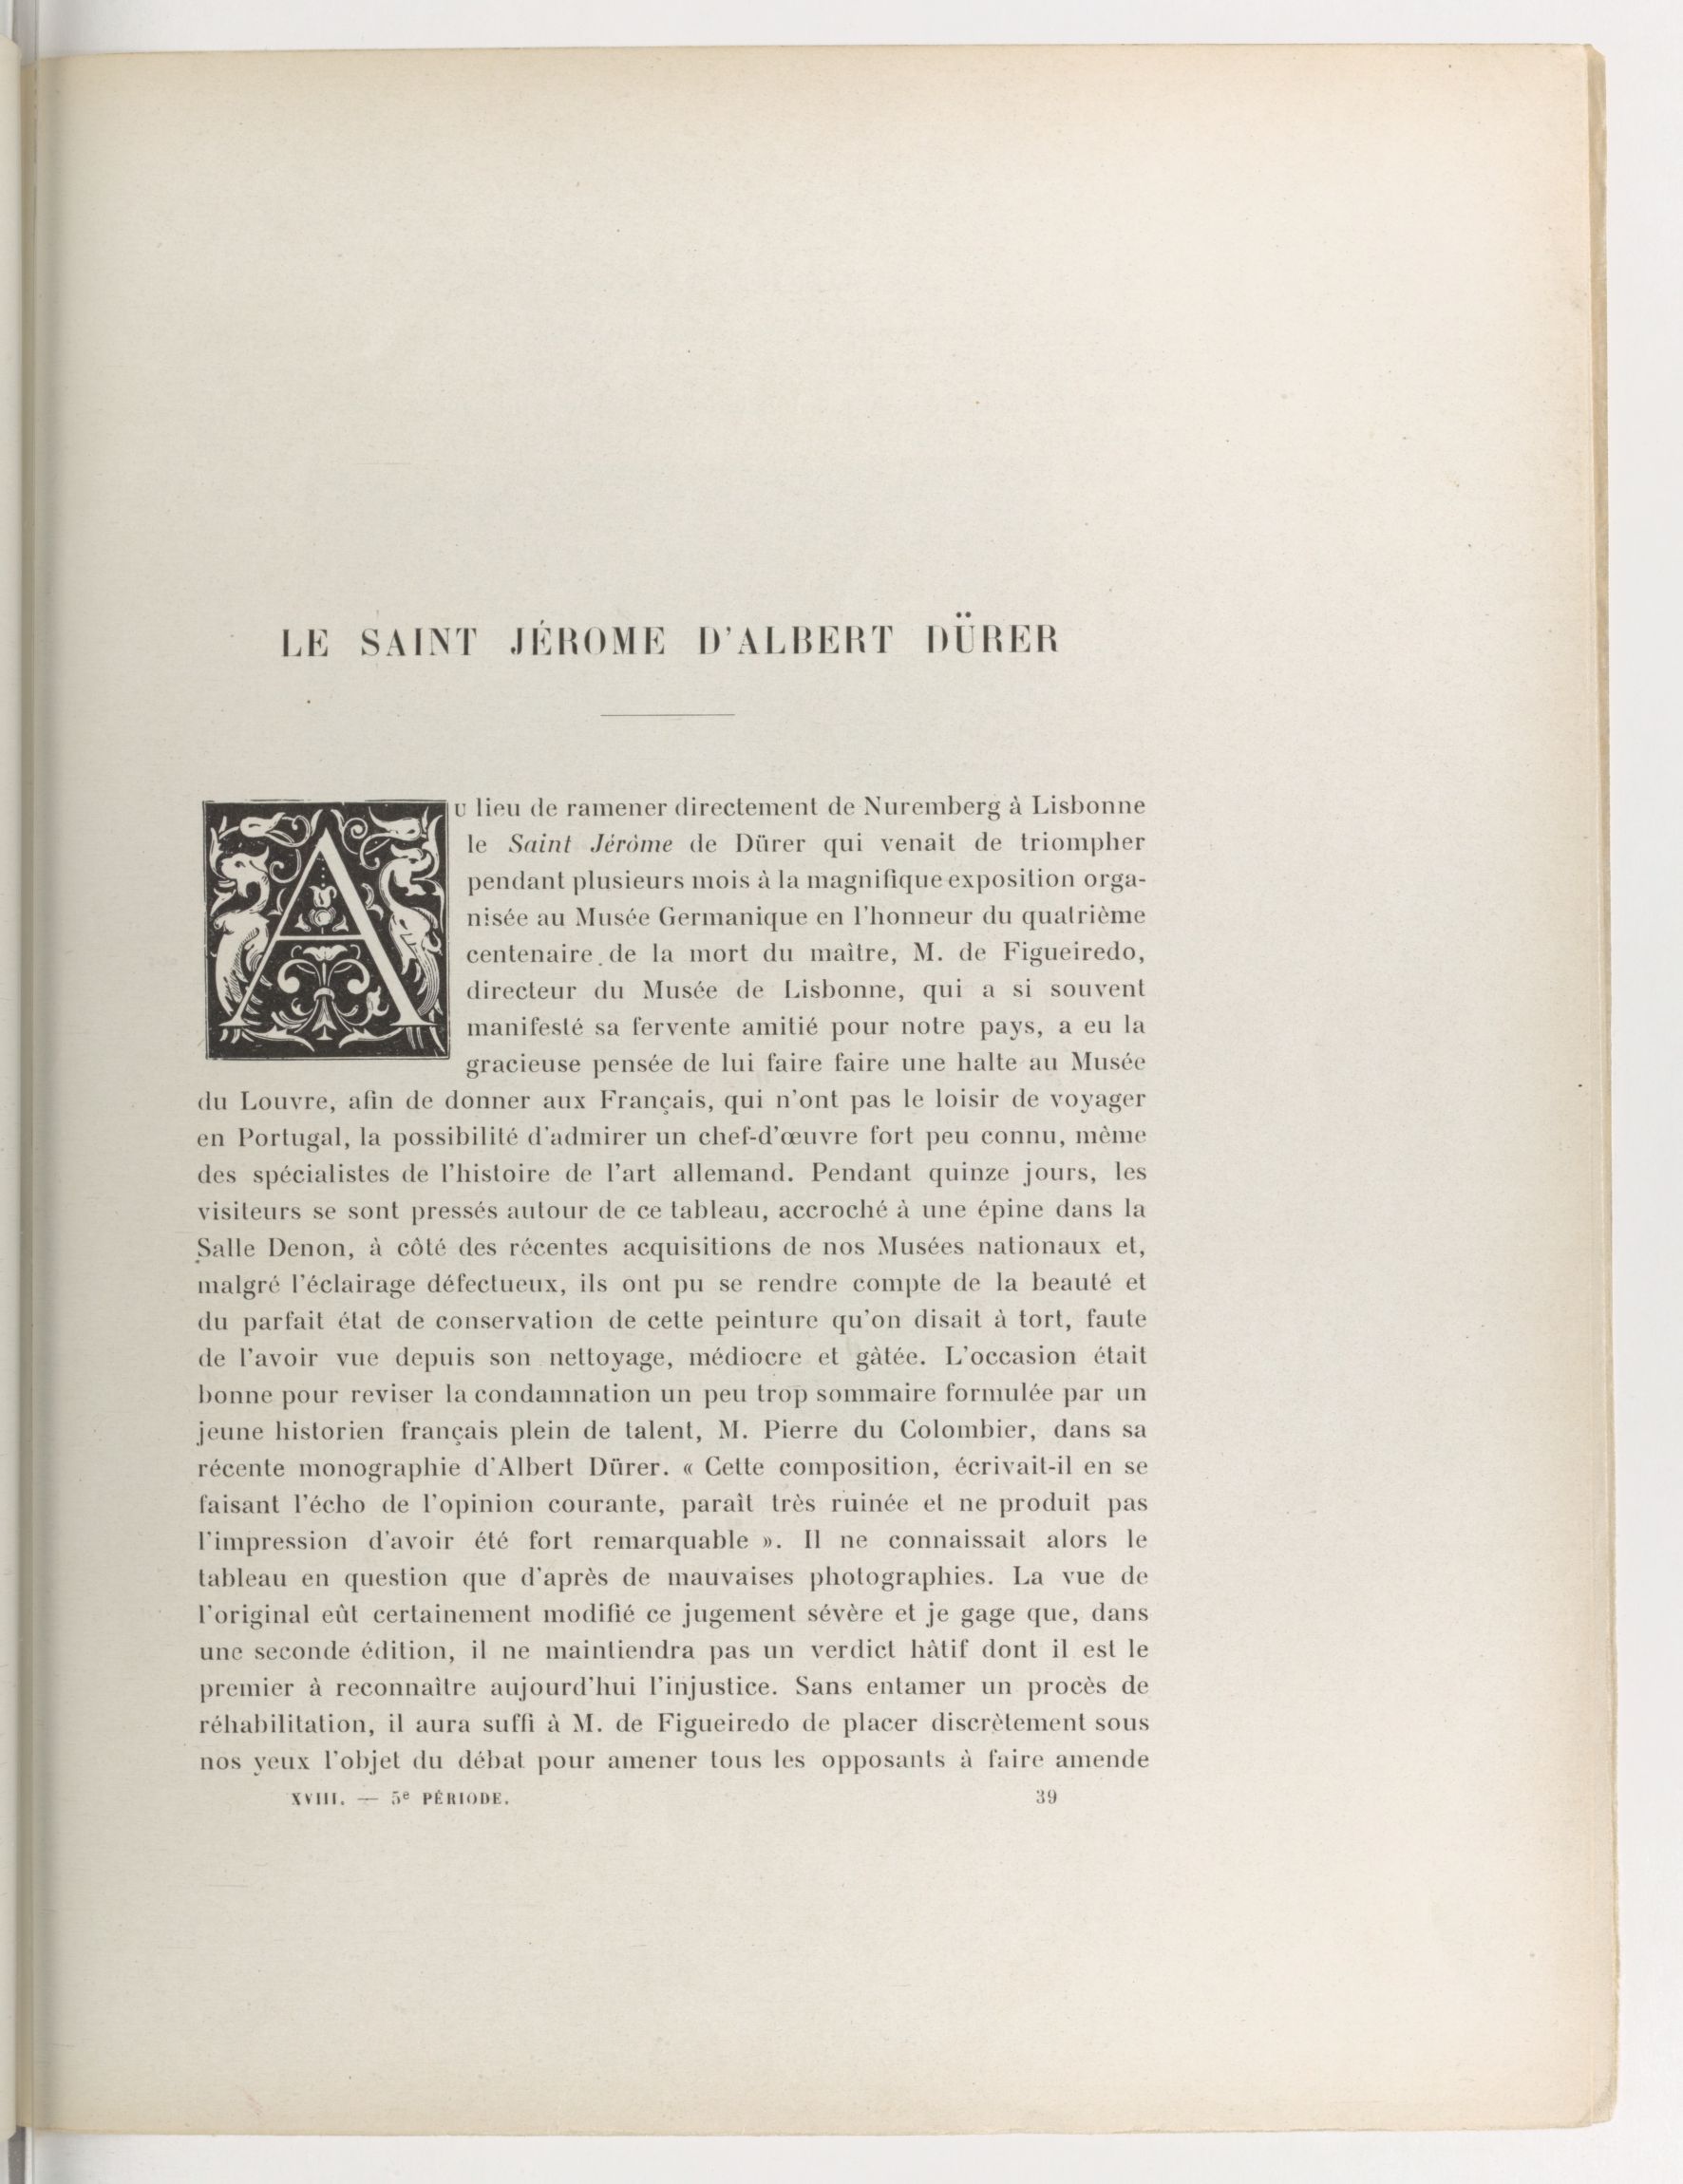 LE SAINT JÉROME D'ALBERT DÜRER
AU lieu de ramener directement de Nuremberg à Lisbonne
le Saint Jérôme de Dürer qui venait de triompher
pendant plusieurs mois à la magnifique exposition orga-
nisée au Musée Germanique en l'honneur du quatrième
centenaire de la mort du maître, M. de Figueiredo,
directeur du Musée de Lisbonne, qui a si souvent
manifesté sa fervente amitié pour notre pays, a eu la
gracieuse pensée de lui faire faire une halte au Musée
du Louvre, afin de donner aux Français, qui n'ont pas le loisir de voyager
en Portugal, la possibilité d'admirer un chef-d'œuvre fort peu connu, même
des spécialistes de l'histoire de l'art allemand. Pendant quinze jours, les
visiteurs se sont pressés autour de ce tableau, accroché à une épine dans la
Salle Denon, à côté des récentes acquisitions de nos Musées nationaux et,
malgré l'éclairage défectueux, ils ont pu se rendre compte de la beauté et
du parfait état de conservation de cette peinture qu'on disait à tort, faute
de l'avoir vue depuis son nettoyage, médiocre et gâtée. L'occasion était
bonne pour reviser la condamnation un peu trop sommaire formulée par un
jeune historien français plein de talent, M. Pierre du Colombier, dans sa
récente monographie d'Albert Dürer. « Cette composition, écrivait-il en se
faisant l'écho de l'opinion courante, paraît très ruinée et ne produit pas
l'impression d'avoir été fort remarquable ». Il ne connaissait alors le
tableau en question que d'après de mauvaises photographies. La vue de
l'original eût certainement modifié ce jugement sévère et je gage que, dans
une seconde édition, il ne maintiendra pas un verdict hâtif dont il est le
premier à reconnaître aujourd'hui l'injustice. Sans entamer un procès de
réhabilitation, il aura suffi à M. de Figueiredo de placer discrètement sous
nos yeux l'objet du débat pour amener tous les opposants à faire amende
XVIII. — 5e PÉRIODE. 39